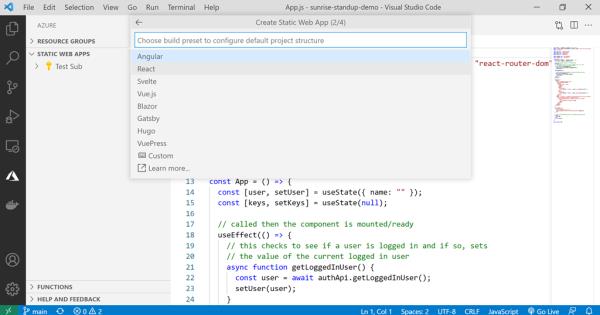 File Edit Selection View Go Run Terminal Help App.js - sunrise-standup-demo - Visual Studio Code
AZURE
RESOURCE GROUPS
STATIC WEB APPS
Test Sub
Create Static Web App (2/4)
Choose build preset to configure default project structure
Angular
React
Svelte
Vue.js
Blazor
Gatsby
Hugo
VuePress
Custom
Learn more...
"react-router-dom"
13 const App = () => {
14 const [user, setUser] = useState({ name: "" });
15 const [keys, setKeys] = useState(null);
16
17 // called then the component is mounted/ready
18 useEffect(() => {
19 // this checks to see if a user is logged in and if so, sets
20 // the value of the current logged in user
21 async function getLoggedInUser() {
22 const user = await authApi.getLoggedInUser();
23 setUser(user);
24 }
FUNCTIONS
HELP AND FEEDBACK
main 0 2 Ln 1, Col 1 Spaces: 2 UTF-8 CRLF JavaScript Go Live